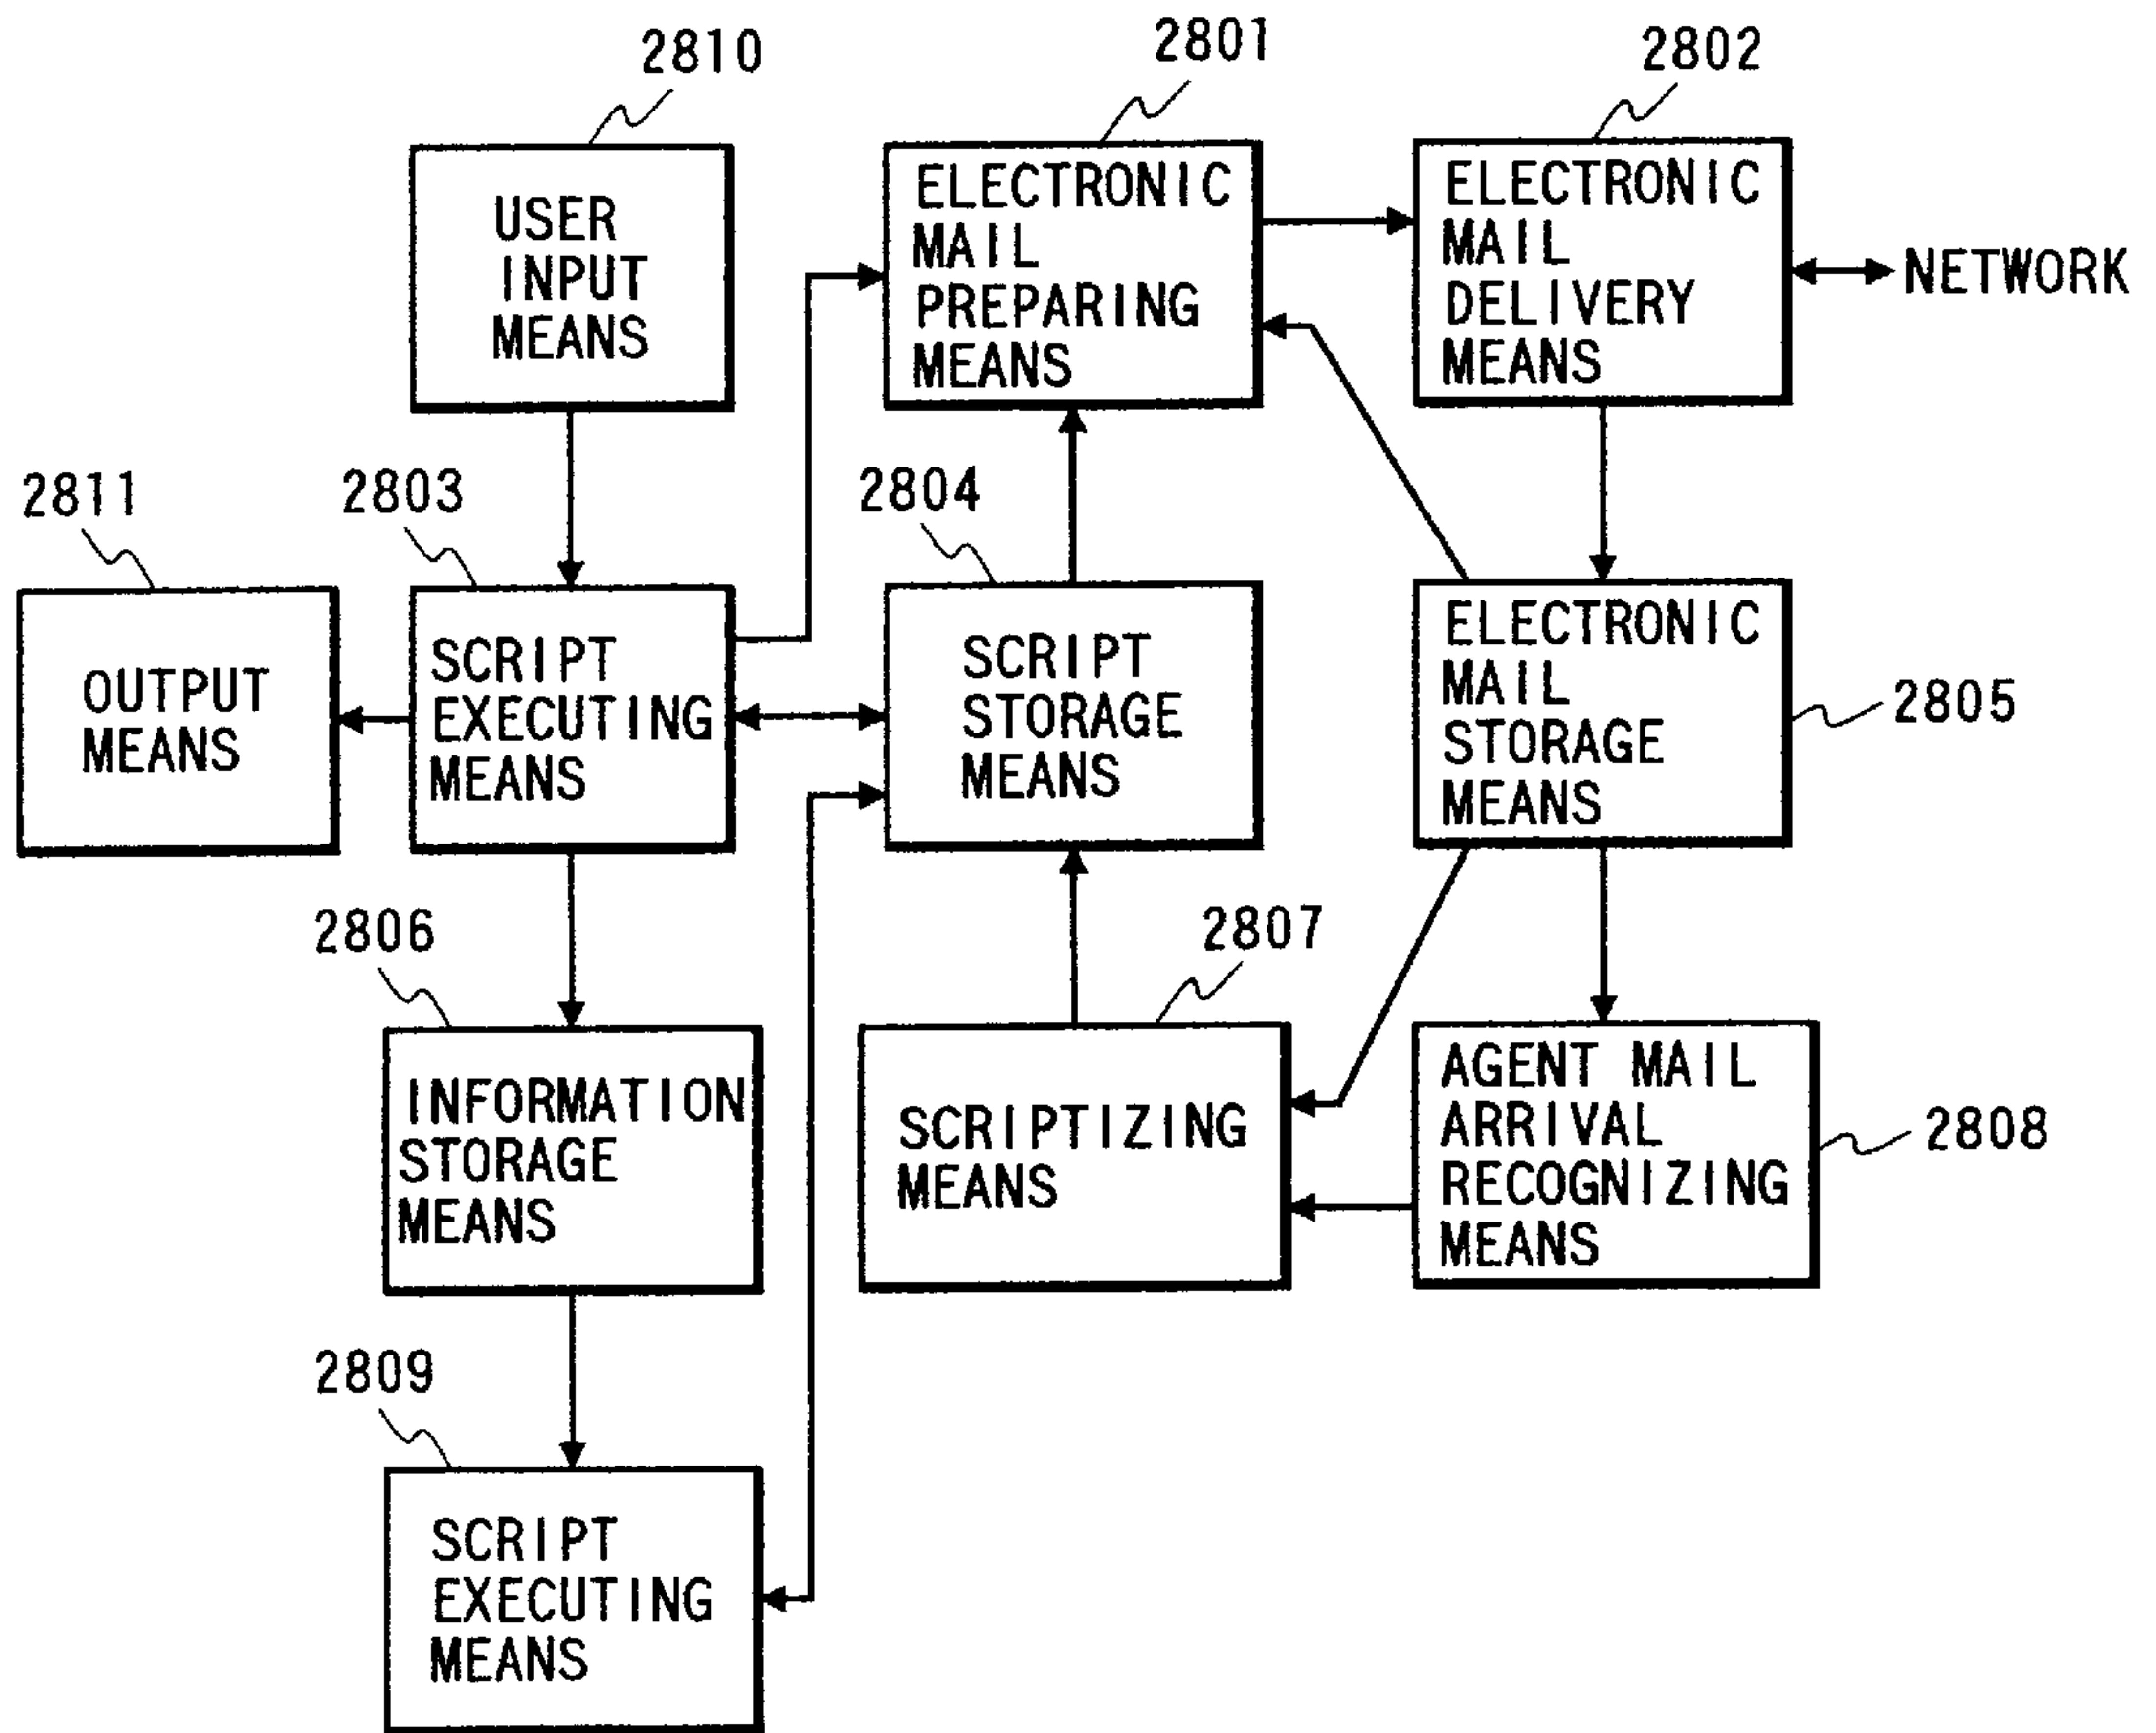 2810
2801
2802
USER
INPUT
MEANS
ELECTRONIC
MAIL
PREPARING
MEANS
ELECTRONIC
MAIL
DELIVERY
MEANS
NETWORK
2811
2803
2804
OUTPUT
MEANS
SCRIPT
EXECUTING
MEANS
SCRIPT
STORAGE
MEANS
ELECTRONIC
MAIL
STORAGE
MEANS
2805
2806
2807
INFORMATION
STORAGE
MEANS
SCRIPTIZING
MEANS
AGENT MAIL
ARRIVAL
RECOGNIZING
MEANS
2808
2809
SCRIPT
EXECUTING
MEANS